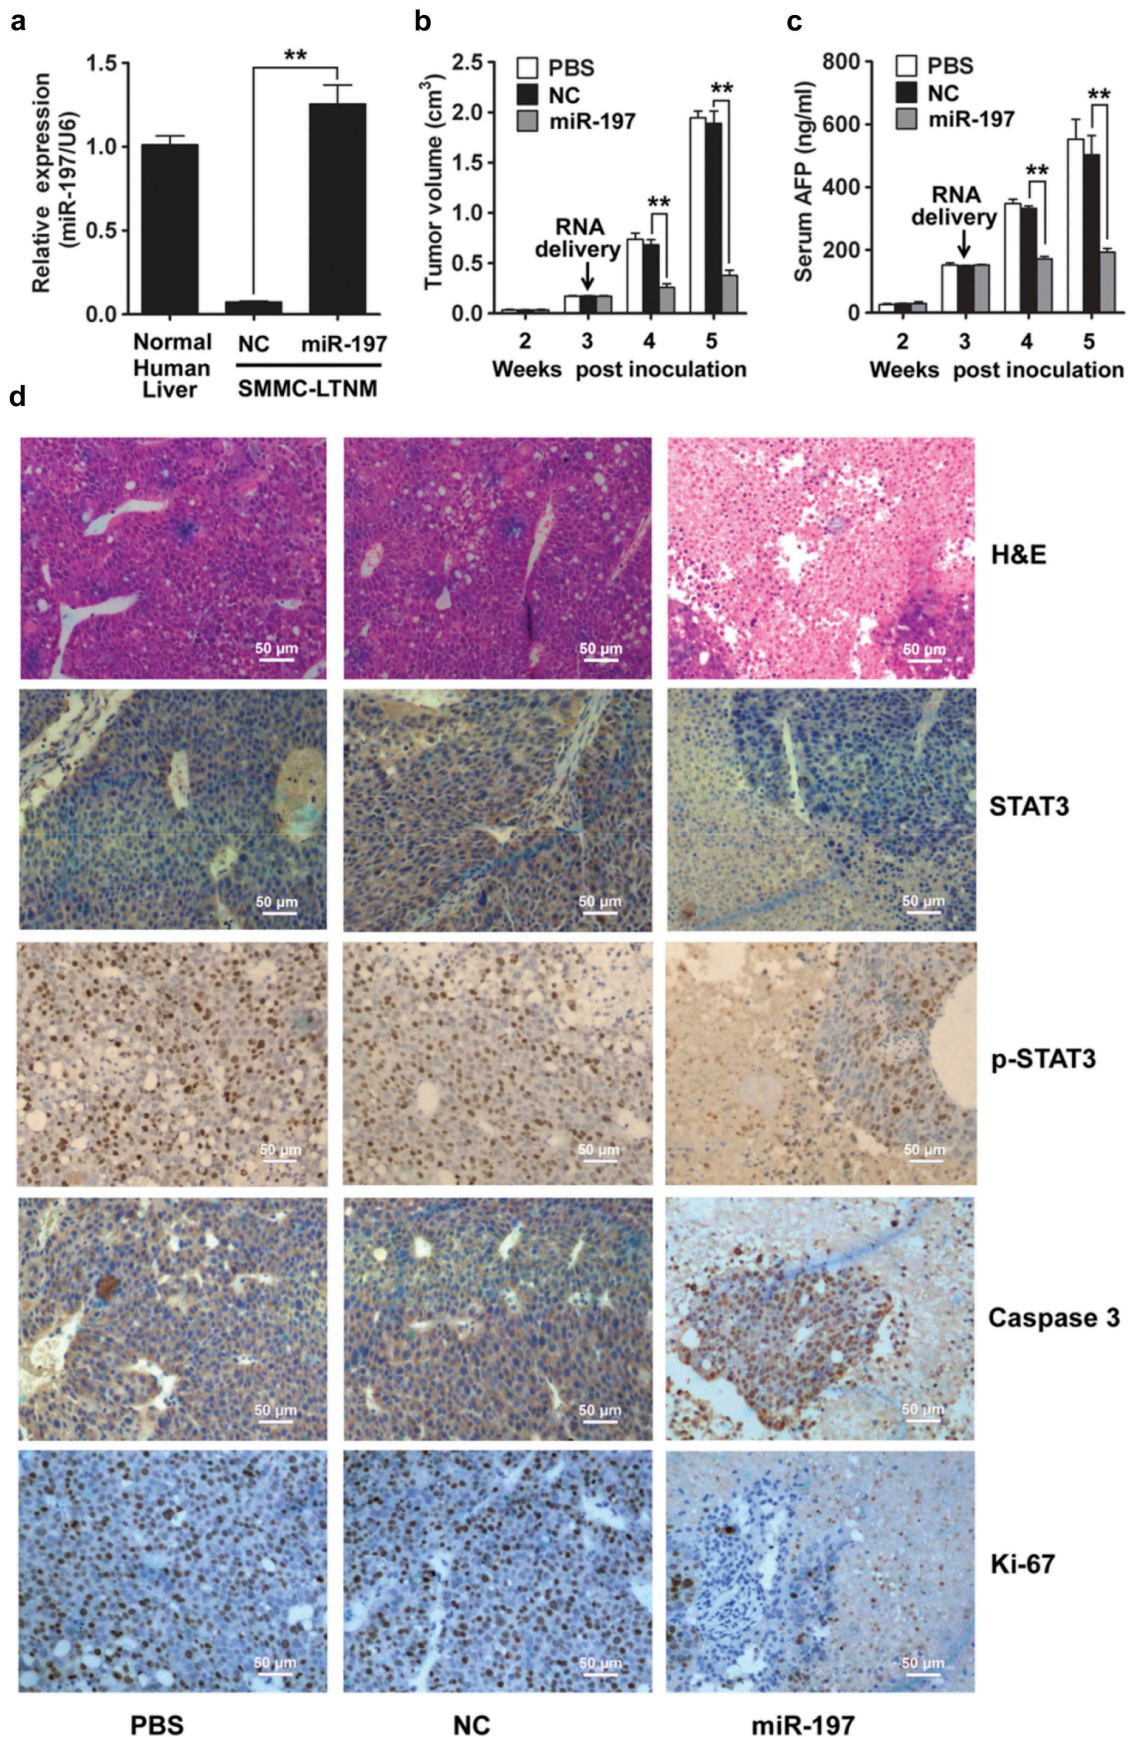 a
Relative expression
(miR-197/U6)
1.5
1.0
0.5
0.0
**
Normal
Human
Liver
NC
miR-197
SMMC-LTNM
b
Tumor volume (cm3)
2.5
2.0
1.5
1.0
0.5
0.0
PBS
NC
miR-197
RNA
delivery
**
**
2 3 4 5
Weeks post inoculation
c
Serum AFP (ng/ml)
800
600
400
200
0
PBS
NC
miR-197
RNA
delivery
**
**
2 3 4 5
Weeks post inoculation
d
50 µm
50 µm
50 µm
H&E
50 µm
50 µm
50 µm
STAT3
50 µm
50 µm
50 µm
p-STAT3
50 µm
50 µm
50 µm
Caspase 3
50 µm
50 µm
50 µm
Ki-67
PBS
NC
miR-197